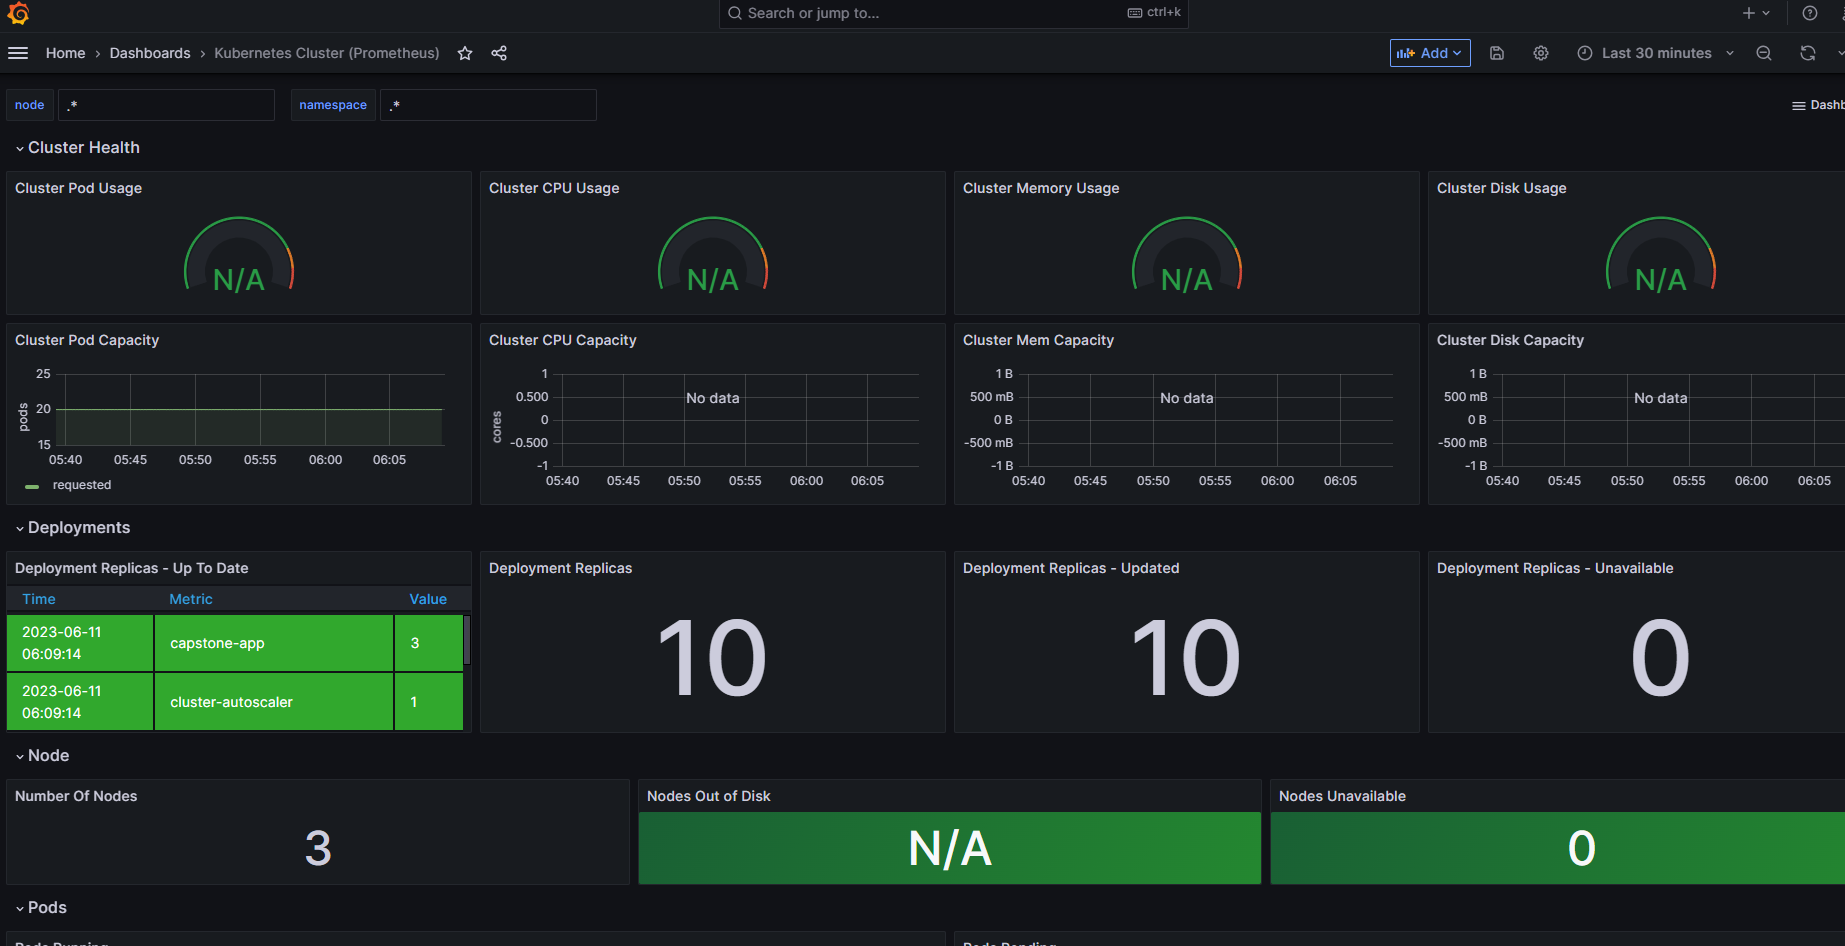 Search or jump to... ctrl+k
Home › Dashboards › Kubernetes Cluster (Prometheus) Add Last 30 minutes
node .* namespace .* Dashb
Cluster Health
Cluster Pod Usage
N/A
Cluster CPU Usage
N/A
Cluster Memory Usage
N/A
Cluster Disk Usage
N/A
Cluster Pod Capacity
pods
25
20
15
05:40 05:45 05:50 05:55 06:00 06:05
requested
Cluster CPU Capacity
cores
1
0.500
0
-0.500
-1
No data
05:40 05:45 05:50 05:55 06:00 06:05
Cluster Mem Capacity
1 B
500 mB
0 B
-500 mB
-1 B
No data
05:40 05:45 05:50 05:55 06:00 06:05
Cluster Disk Capacity
1 B
500 mB
0 B
-500 mB
-1 B
No data
05:40 05:45 05:50 05:55 06:00 06:05
Deployments
Deployment Replicas - Up To Date
Time Metric Value
2023-06-11 06:09:14 capstone-app 3
2023-06-11 06:09:14 cluster-autoscaler 1
Deployment Replicas
10
Deployment Replicas - Updated
10
Deployment Replicas - Unavailable
0
Node
Number Of Nodes
3
Nodes Out of Disk
N/A
Nodes Unavailable
0
Pods
Pods Running
Pods Pending